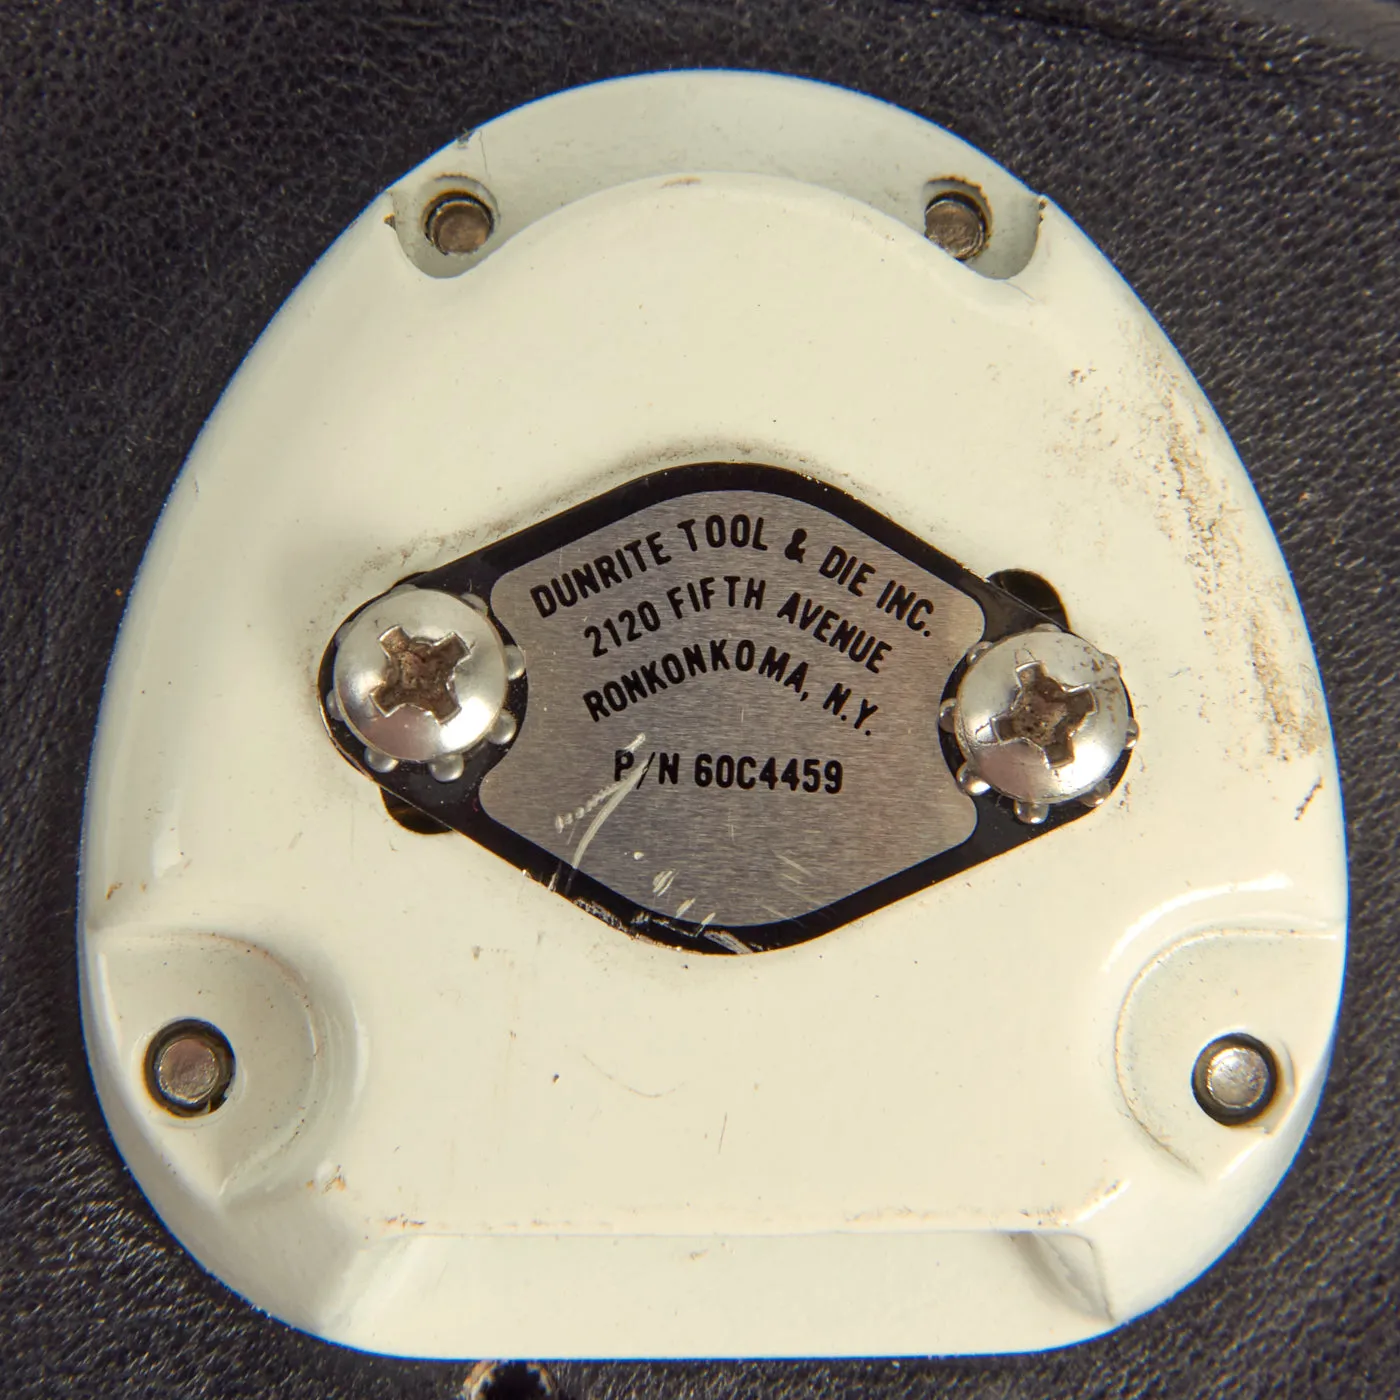 DUNRITE TOOL & DIE INC.
2120 FIFTH AVENUE
RONKONKOMA, N.Y.
P/N 60C4459